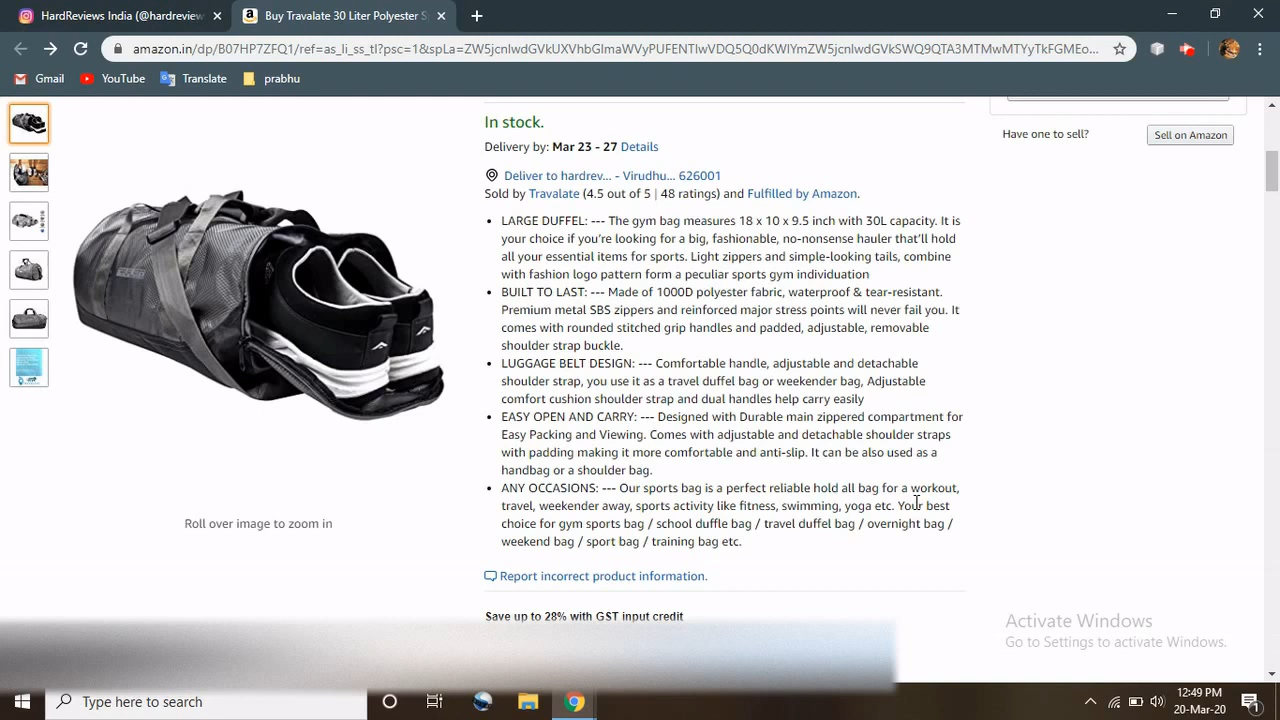 HardReviews India (@hardreview
Buy Travalate 30 Liter Polyester S
amazon.in/dp/B07HP7ZFQ1/ref=as_li_ss_tl?psc=1&spLa=ZW5jcnlwdGVkUXVhbGlmaWVyPUFENTlwVDQ5Q0dKWlYmZW5jcnlwdGVkSWQ9QTA3MTMwMTYyTkFGMEo...
Gmail
YouTube
Translate
prabhu
In stock.
Have one to sell?
Sell on Amazon
Delivery by: Mar 23 - 27 Details
Deliver to hardrev... - Virudhu... 626001
Sold by Travalate (4.5 out of 5 | 48 ratings) and Fulfilled by Amazon.
• LARGE DUFFEL: --- The gym bag measures 18 x 10 x 9.5 inch with 30L capacity. It is
your choice if you're looking for a big, fashionable, no-nonsense hauler that'll hold
all your essential items for sports. Light zippers and simple-looking tails, combine
with fashion logo pattern form a peculiar sports gym individuation
• BUILT TO LAST: --- Made of 1000D polyester fabric, waterproof & tear-resistant.
Premium metal SBS zippers and reinforced major stress points will never fail you. It
comes with rounded stitched grip handles and padded, adjustable, removable
shoulder strap buckle.
• LUGGAGE BELT DESIGN: --- Comfortable handle, adjustable and detachable
shoulder strap, you use it as a travel duffel bag or weekender bag, Adjustable
comfort cushion shoulder strap and dual handles help carry easily
• EASY OPEN AND CARRY: --- Designed with Durable main zippered compartment for
Easy Packing and Viewing. Comes with adjustable and detachable shoulder straps
with padding making it more comfortable and anti-slip. It can be also used as a
handbag or a shoulder bag.
• ANY OCCASIONS: --- Our sports bag is a perfect reliable hold all bag for a workout,
travel, weekender away, sports activity like fitness, swimming, yoga etc. Your best
choice for gym sports bag / school duffle bag / travel duffel bag / overnight bag /
weekend bag / sport bag / training bag etc.
Roll over image to zoom in
Report incorrect product information.
Save up to 28% with GST input credit
Activate Windows
Go to Settings to activate Windows.
Type here to search
12:49 PM
20-Mar-20
1